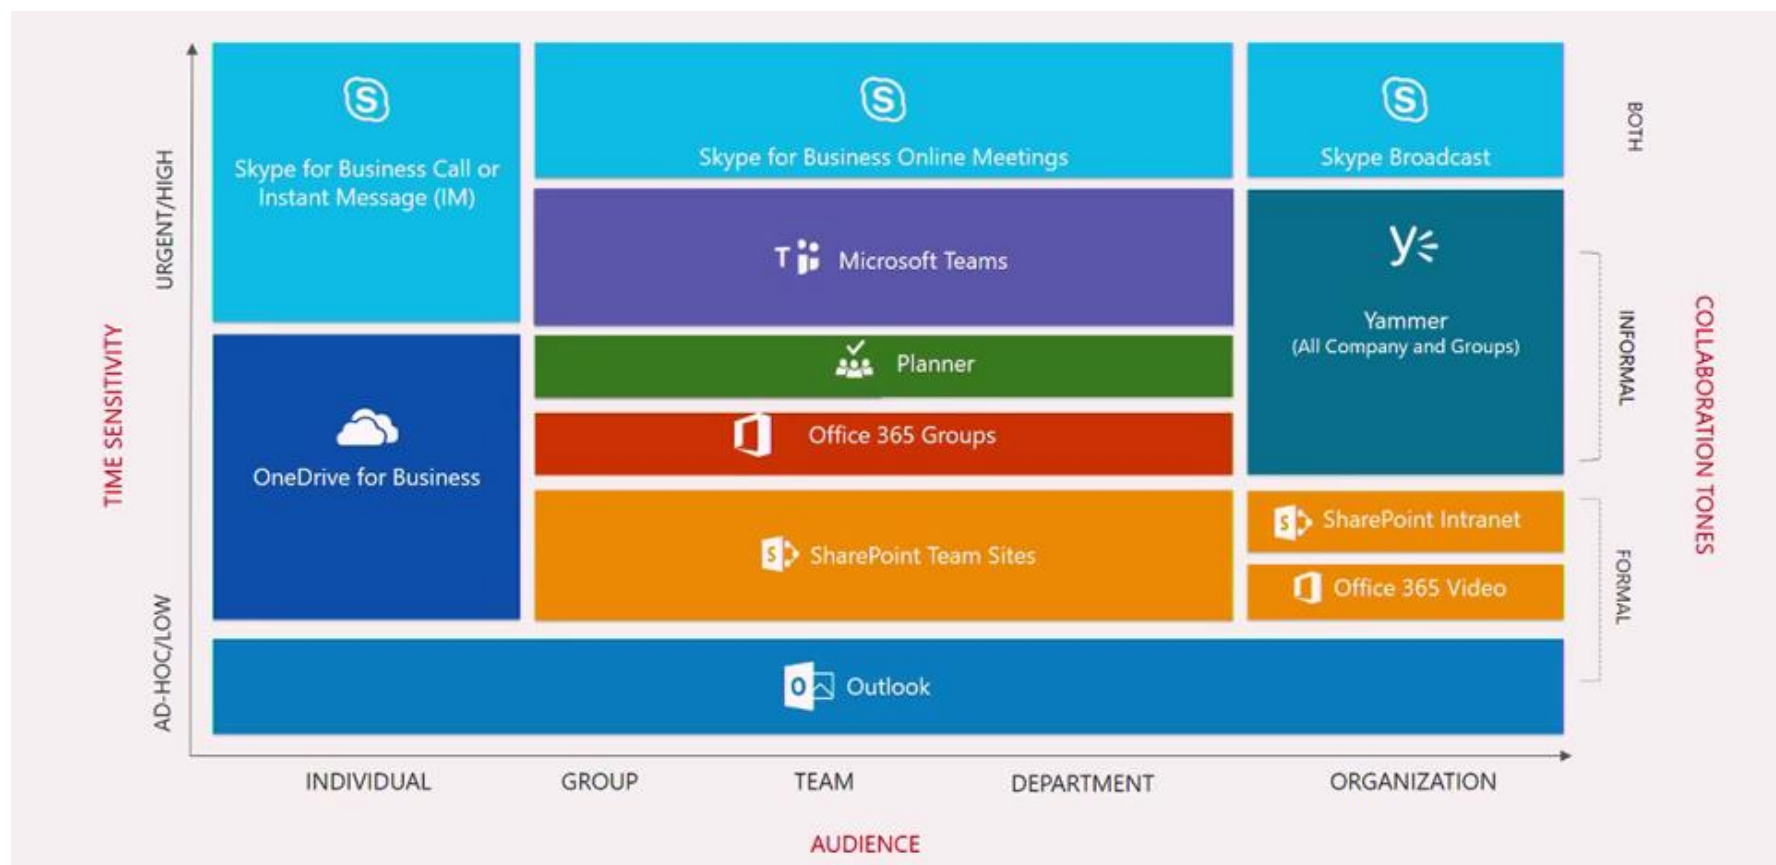 Skype for Business Call or
Instant Message (IM)
Skype for Business Online Meetings
Skype Broadcast
BOTH
URGENT/HIGH
T Microsoft Teams
Yammer
(All Company and Groups)
INFORMAL
TIME SENSITIVITY
COLLABORATION TONES
Planner
Office 365 Groups
OneDrive for Business
SharePoint Team Sites
SharePoint Intranet
Office 365 Video
FORMAL
AD-HOC/LOW
Outlook
INDIVIDUAL
GROUP
TEAM
DEPARTMENT
ORGANIZATION
AUDIENCE